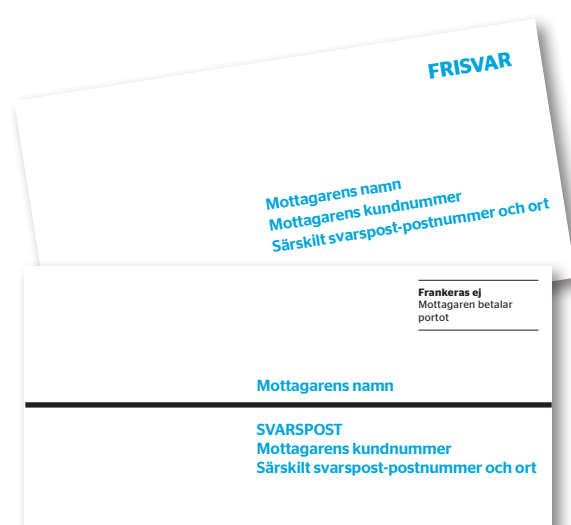 FRISVAR
Mottagarens namn
Mottagarens kundnummer
Särskilt svarspost-postnummer och ort
Frankeras ej
Mottagaren betalar
portot
Mottagarens namn
SVARSPOST
Mottagarens kundnummer
Särskilt svarspost-postnummer och ort